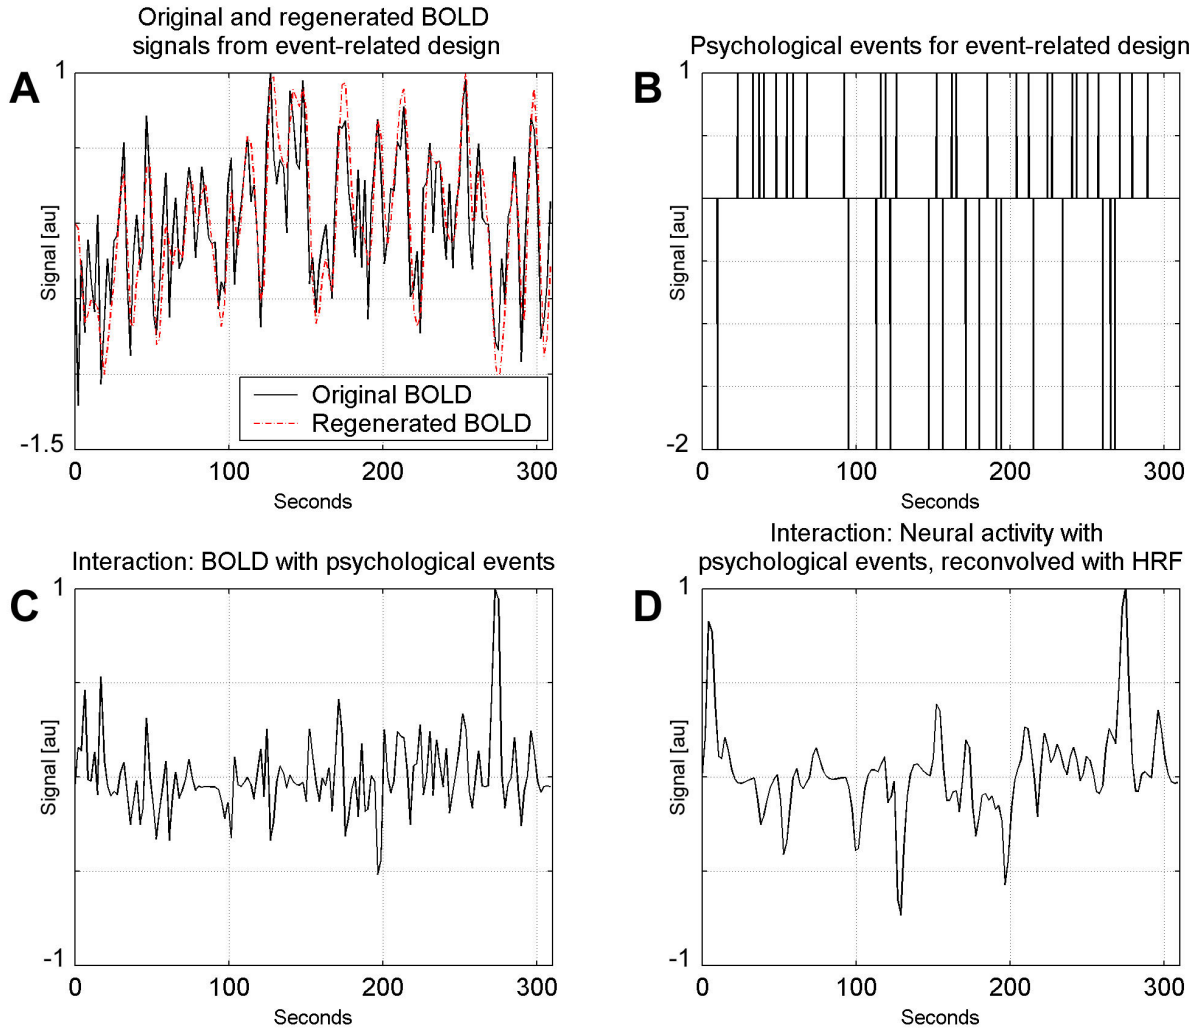 Original and regenerated BOLD
signals from event-related design
A
1
-1.5
Signal [au]
Original BOLD
Regenerated BOLD
0
100
200
300
Seconds
Psychological events for event-related design
B
1
-2
Signal [au]
0
100
200
300
Seconds
Interaction: BOLD with psychological events
C
1
-1
Signal [au]
0
100
200
300
Seconds
Interaction: Neural activity with
psychological events, reconvolved with HRF
D
1
-1
Signal [au]
0
100
200
300
Seconds